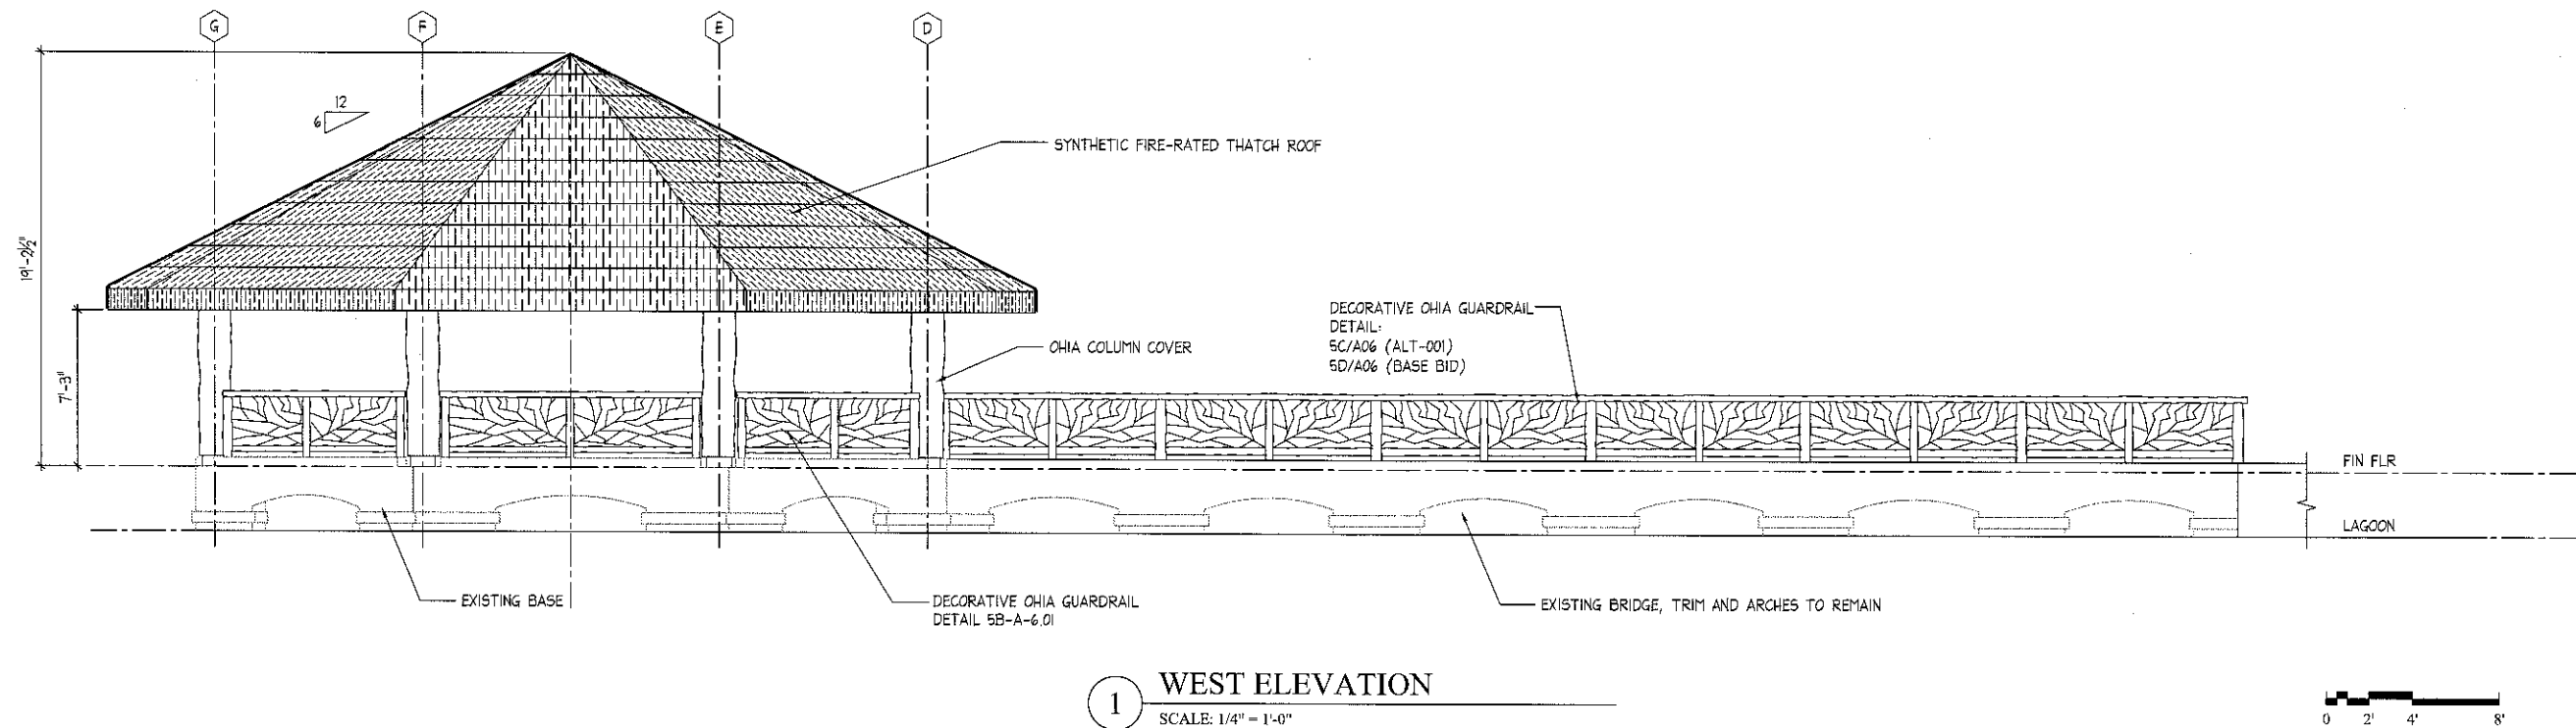 G
F
E
D
12
6
SYNTHETIC FIRE-RATED THATCH ROOF
19'-2½"
7'-3"
OHIA COLUMN COVER
DECORATIVE OHIA GUARDRAIL
DETAIL:
5C/A06 (ALT-001)
5D/A06 (BASE BID)
FIN FLR
LAGOON
EXISTING BASE
DECORATIVE OHIA GUARDRAIL
DETAIL 5B-A-6.01
EXISTING BRIDGE, TRIM AND ARCHES TO REMAIN
1
WEST ELEVATION
SCALE: 1/4" = 1'-0"
0 2' 4' 8'